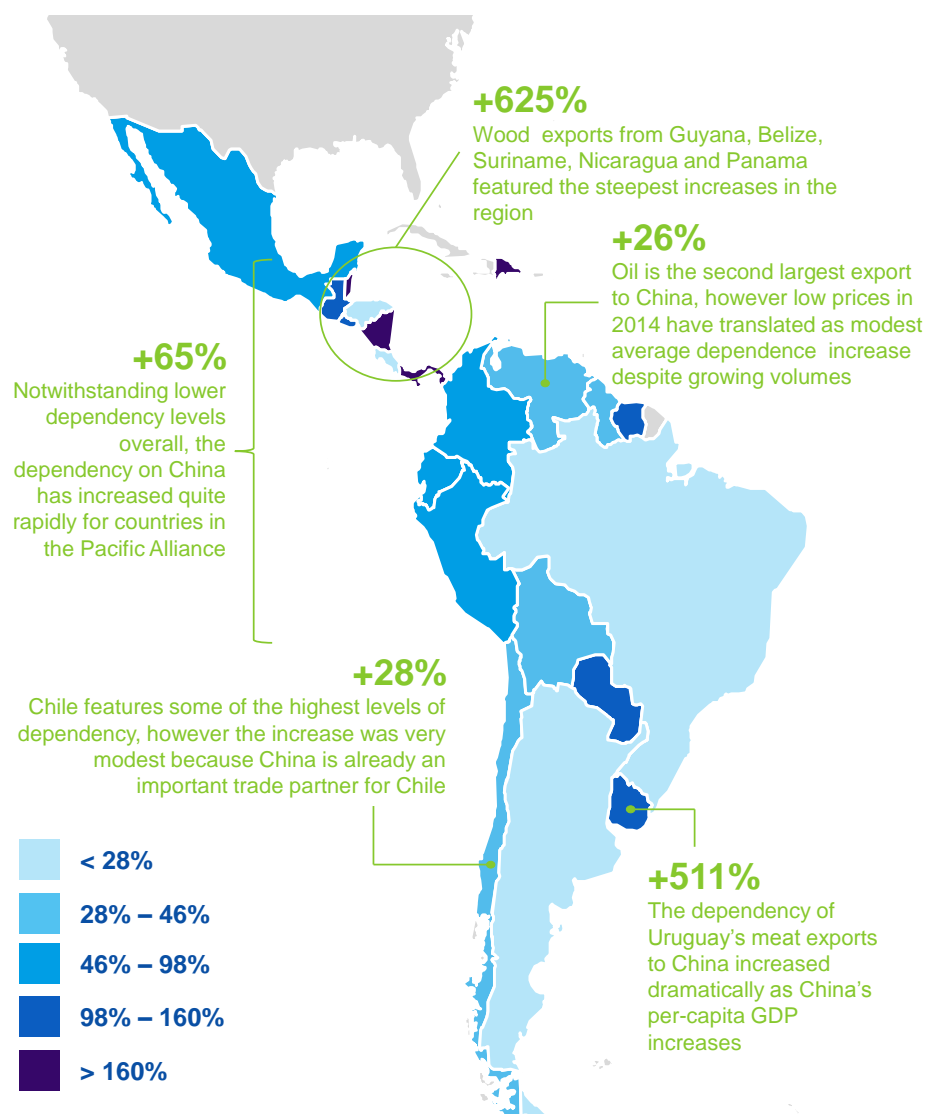 +625%
Wood exports from Guyana, Belize,
Suriname, Nicaragua and Panama
featured the steepest increases in the
region
+26%
Oil is the second largest export
to China, however low prices in
2014 have translated as modest
average dependence increase
despite growing volumes
+65%
Notwithstanding lower
dependency levels
overall, the
dependency on China
has increased quite
rapidly for countries in
the Pacific Alliance
+28%
Chile features some of the highest levels of
dependency, however the increase was very
modest because China is already an
important trade partner for Chile
+511%
The dependency of
Uruguay's meat exports
to China increased
dramatically as China's
per-capita GDP
increases
< 28%
28% – 46%
46% – 98%
98% – 160%
> 160%